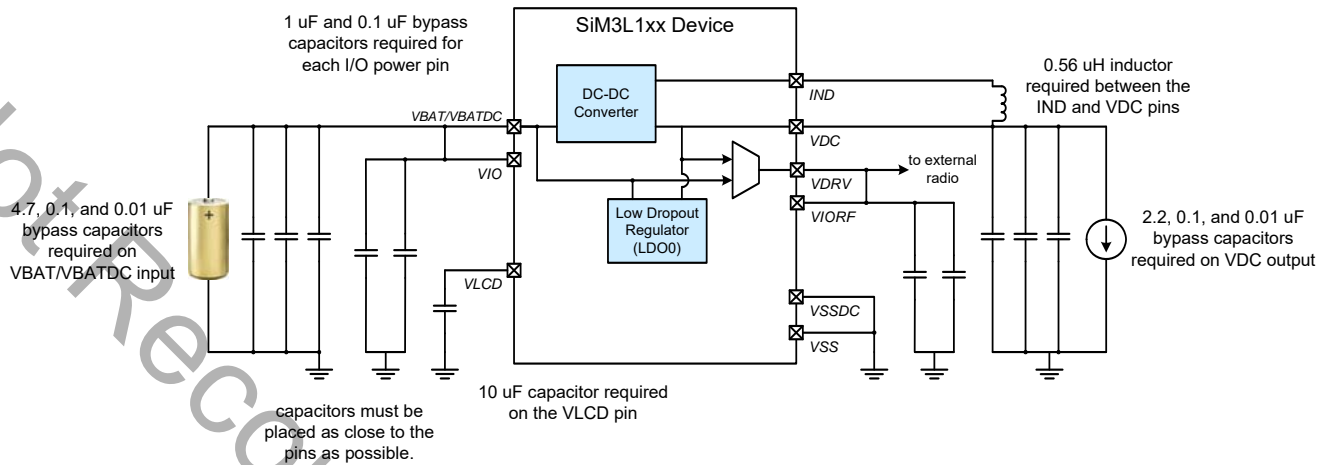 1 uF and 0.1 uF bypass
capacitors required for
each I/O power pin
SiM3L1xx Device
0.56 uH inductor
required between the
IND and VDC pins
DC-DC
Converter
IND
VBAT/VBATDC
VDC
VIO
VDRV
to external
radio
VIORF
Low Dropout
Regulator
(LDO0)
4.7, 0.1, and 0.01 uF
bypass capacitors
required on
VBAT/VBATDC input
+
2.2, 0.1, and 0.01 uF
bypass capacitors
required on VDC output
VLCD
VSSDC
VSS
10 uF capacitor required
on the VLCD pin
capacitors must be
placed as close to the
pins as possible.